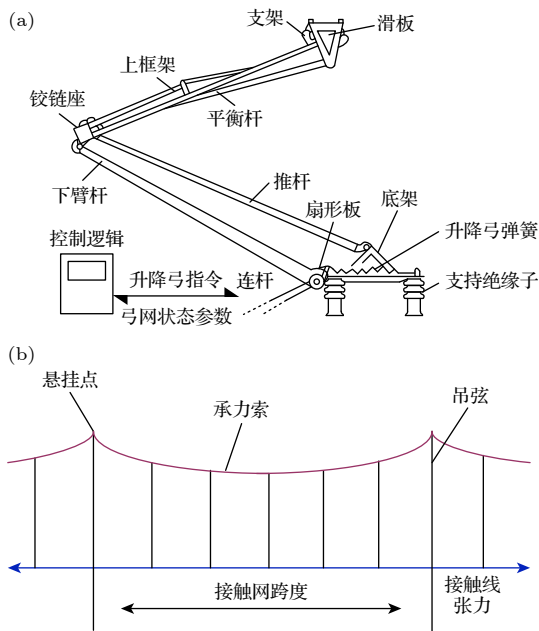 (a)
支架
滑板
上框架
铰链座
平衡杆
下臂杆
推杆
扇形板
底架
控制逻辑
升降弓弹簧
升降弓指令
连杆
支持绝缘子
弓网状态参数
(b)
悬挂点
承力索
吊弦
接触网跨度
接触线
张力